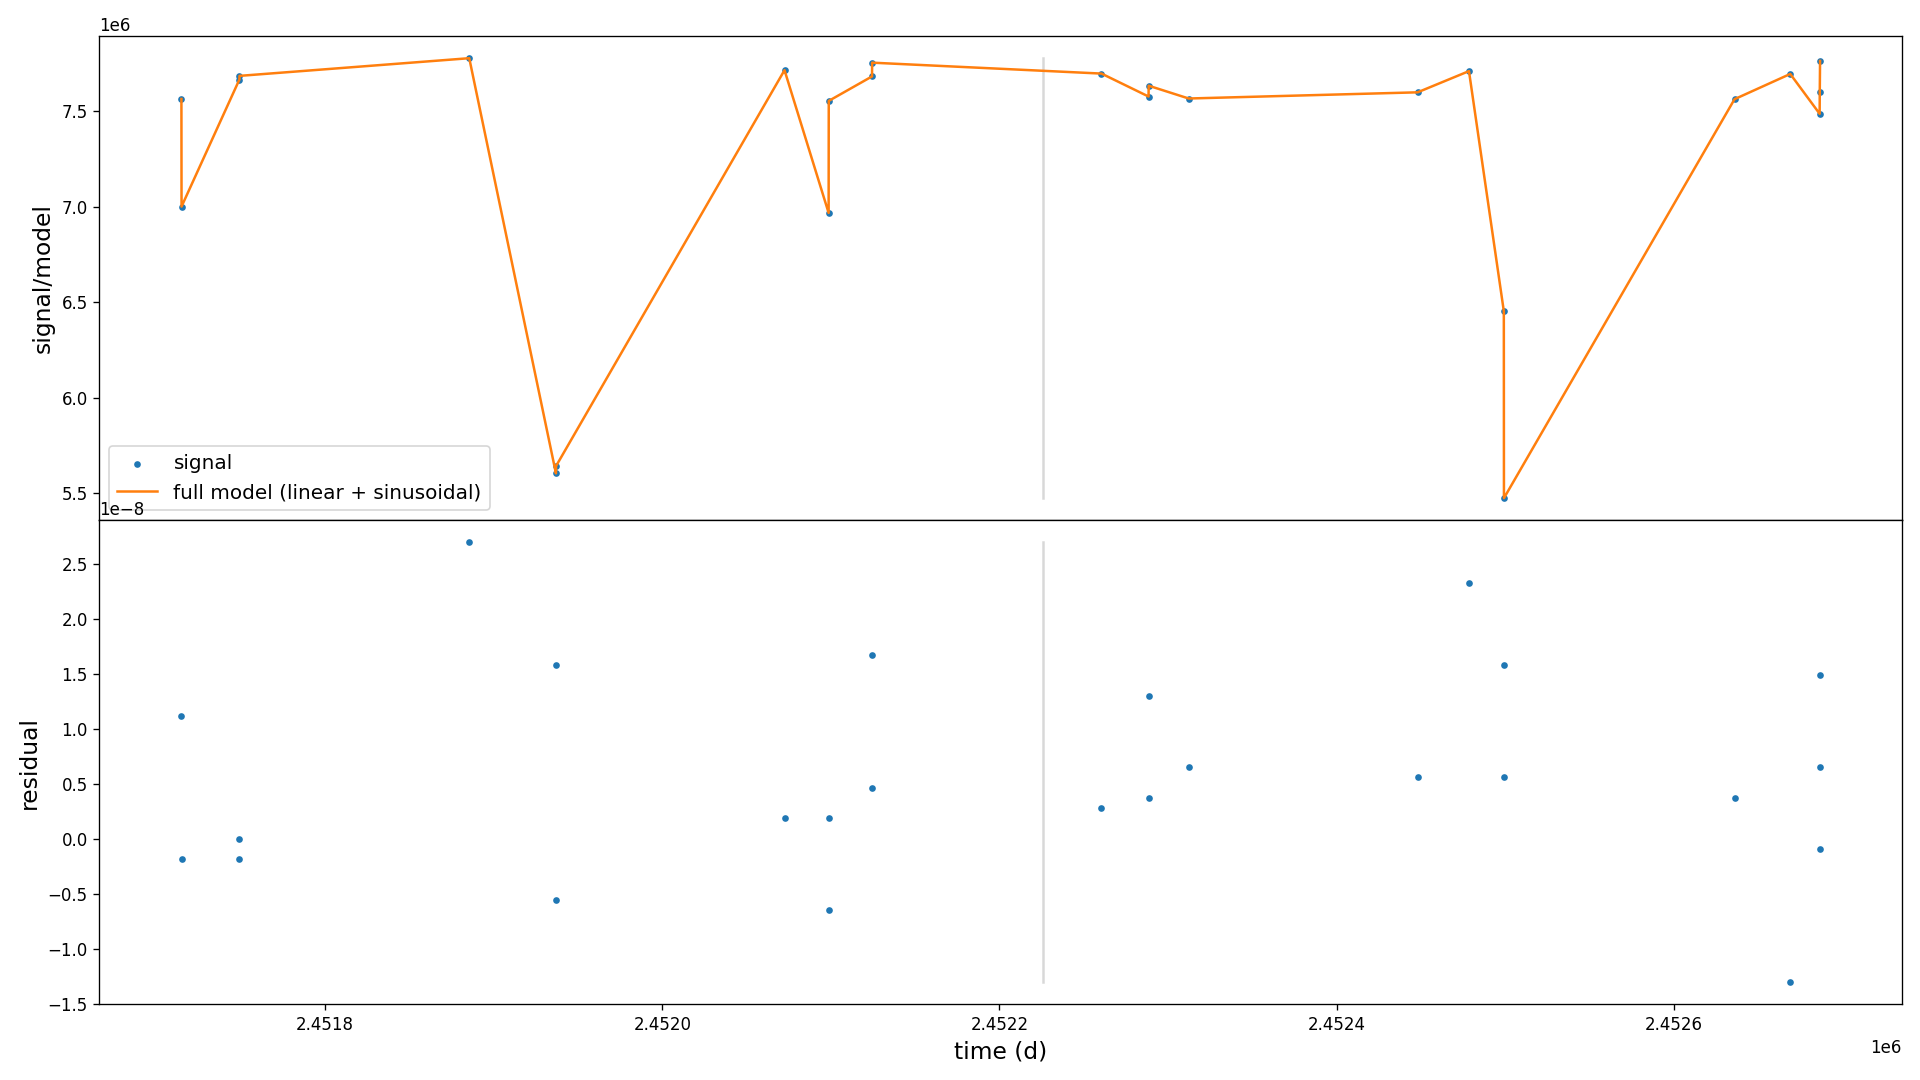 1e6
7.5
7.0
6.5
6.0
5.5
signal/model
signal
full model (linear + sinusoidal)
1e−8
2.5
2.0
1.5
1.0
0.5
0.0
−0.5
−1.0
−1.5
residual
2.4518
2.4520
2.4522
2.4524
2.4526
time (d)
1e6